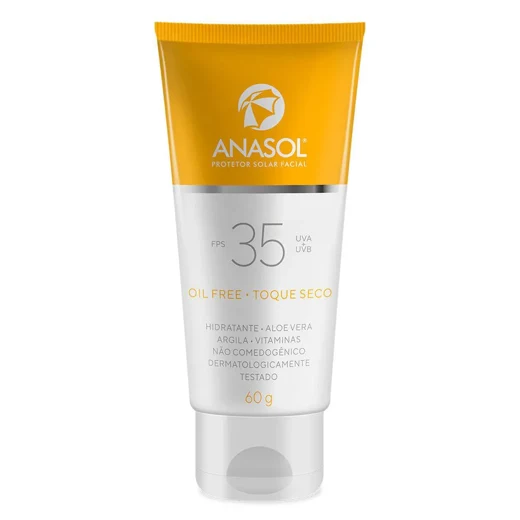 ANASOL®
PROTETOR SOLAR FACIAL
FPS 35 UVA + UVB
OIL FREE • TOQUE SECO
HIDRATANTE • ALOE VERA
ARGILA • VITAMINAS
NÃO COMEDOGÊNICO
DERMATOLOGICAMENTE
TESTADO
60 g